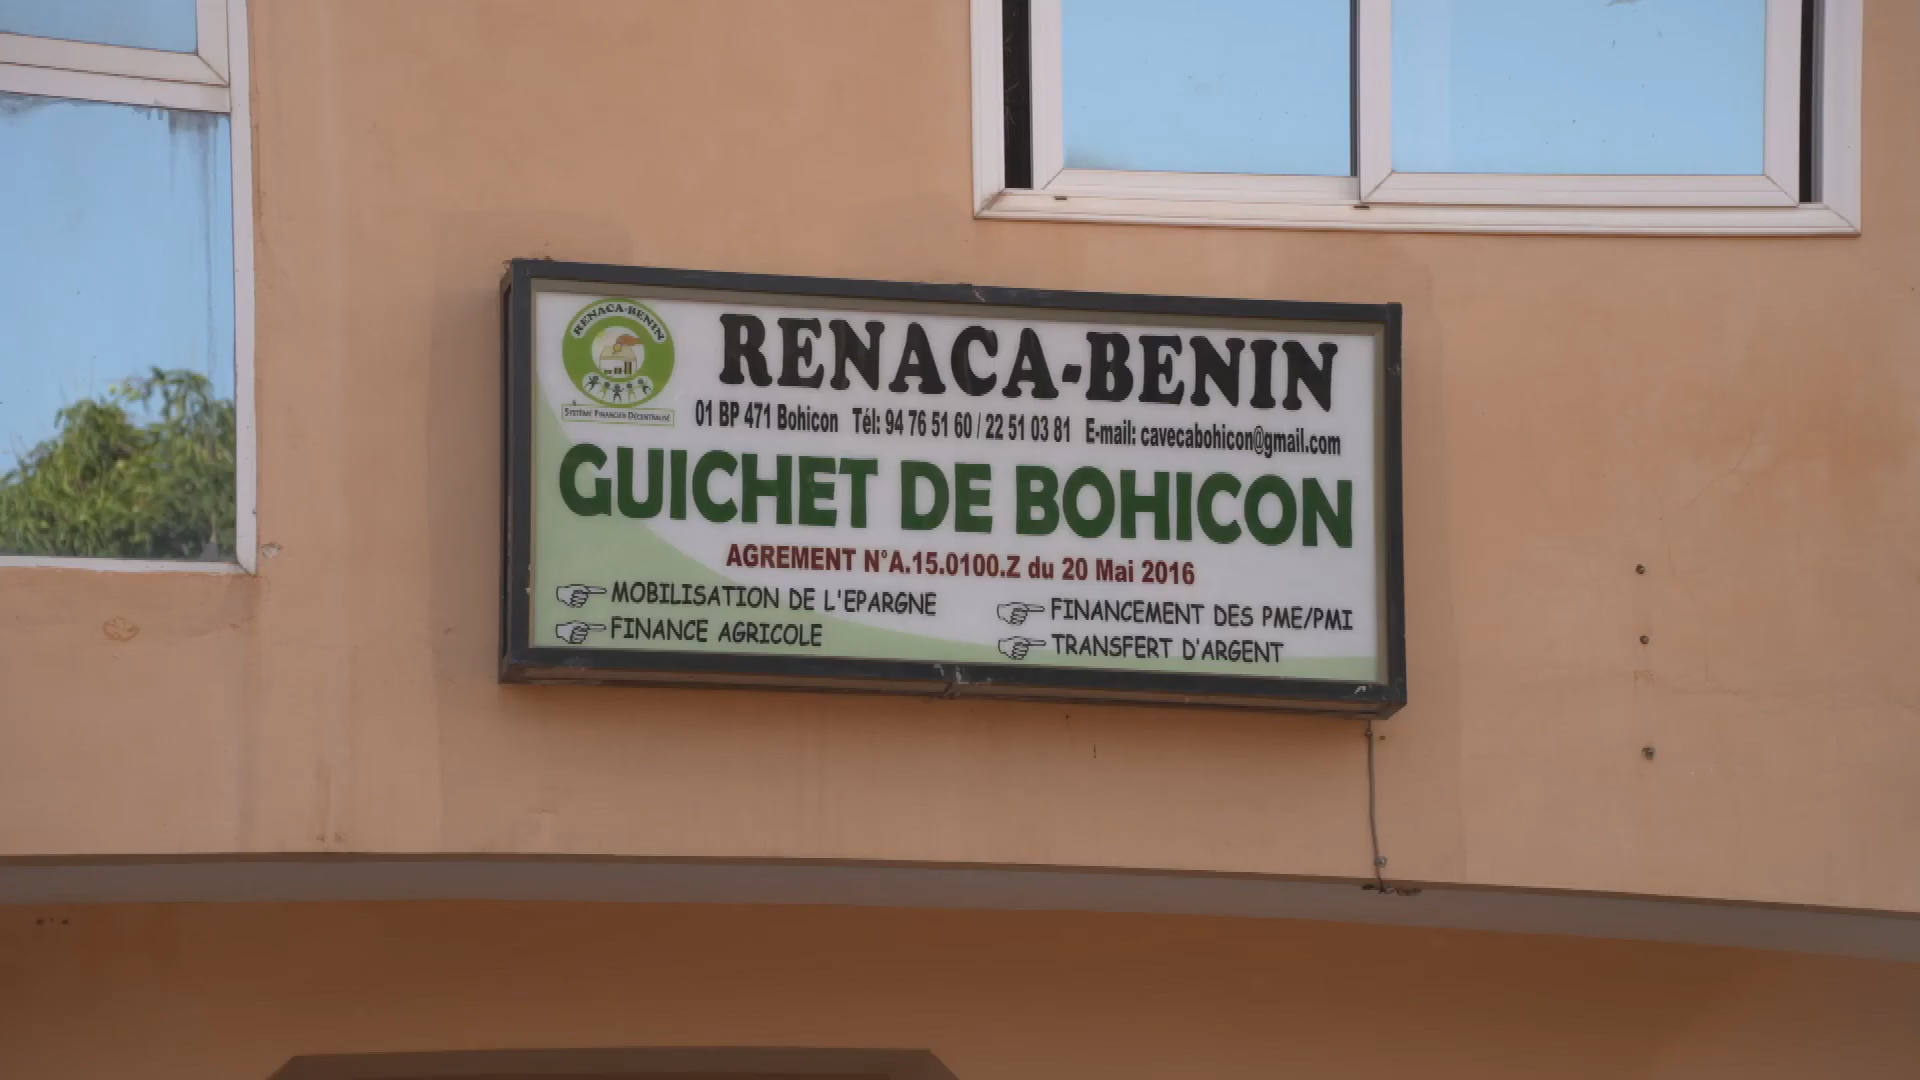 RENACA-BENIN
SYSTÈME FINANCIER DÉCENTRALISÉ
RENACA-BENIN
01 BP 471 Bohicon Tél: 94 76 51 60 / 22 51 03 81 E-mail: cavecabohicon@gmail.com
GUICHET DE BOHICON
AGREMENT N°A.15.0100.Z du 20 Mai 2016
MOBILISATION DE L'EPARGNE
FINANCE AGRICOLE
FINANCEMENT DES PME/PMI
TRANSFERT D'ARGENT